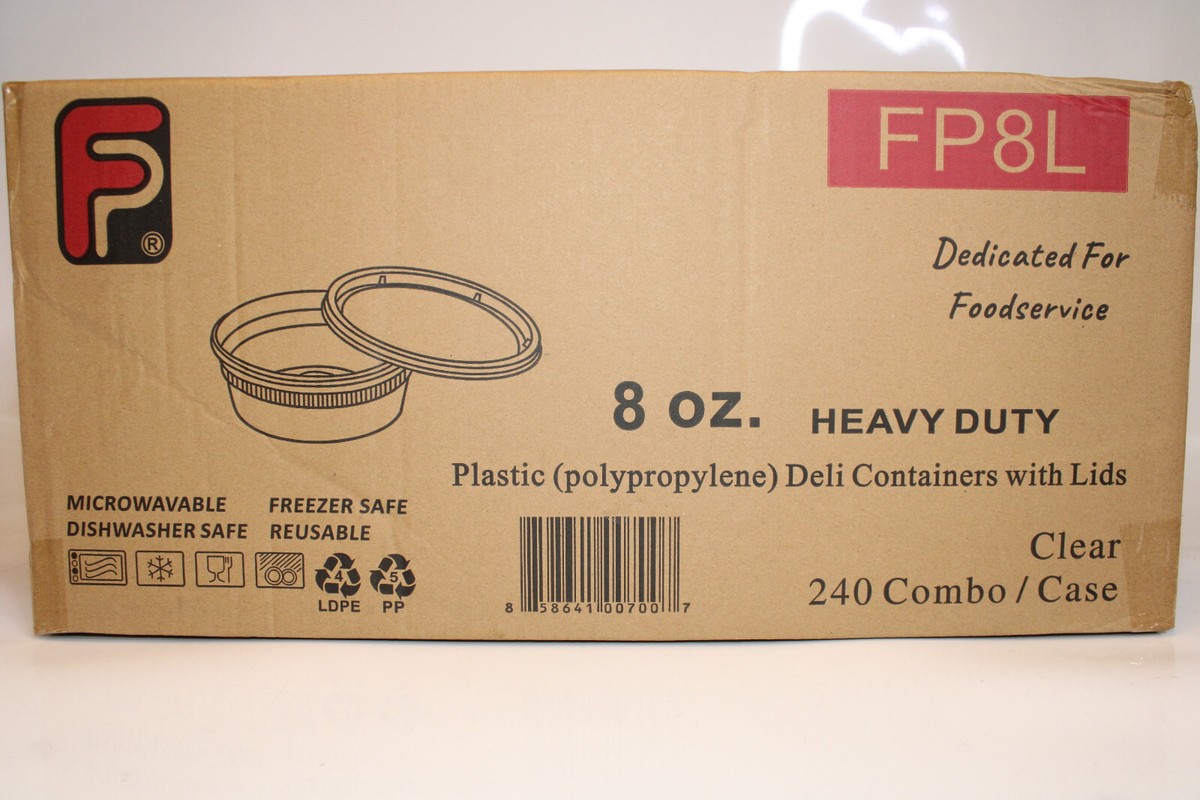 FP
®
FP8L
Dedicated For
Foodservice
8 oz. HEAVY DUTY
Plastic (polypropylene) Deli Containers with Lids
MICROWAVABLE FREEZER SAFE
DISHWASHER SAFE REUSABLE
4 5
LDPE PP
8 58641 00700 7
Clear
240 Combo / Case